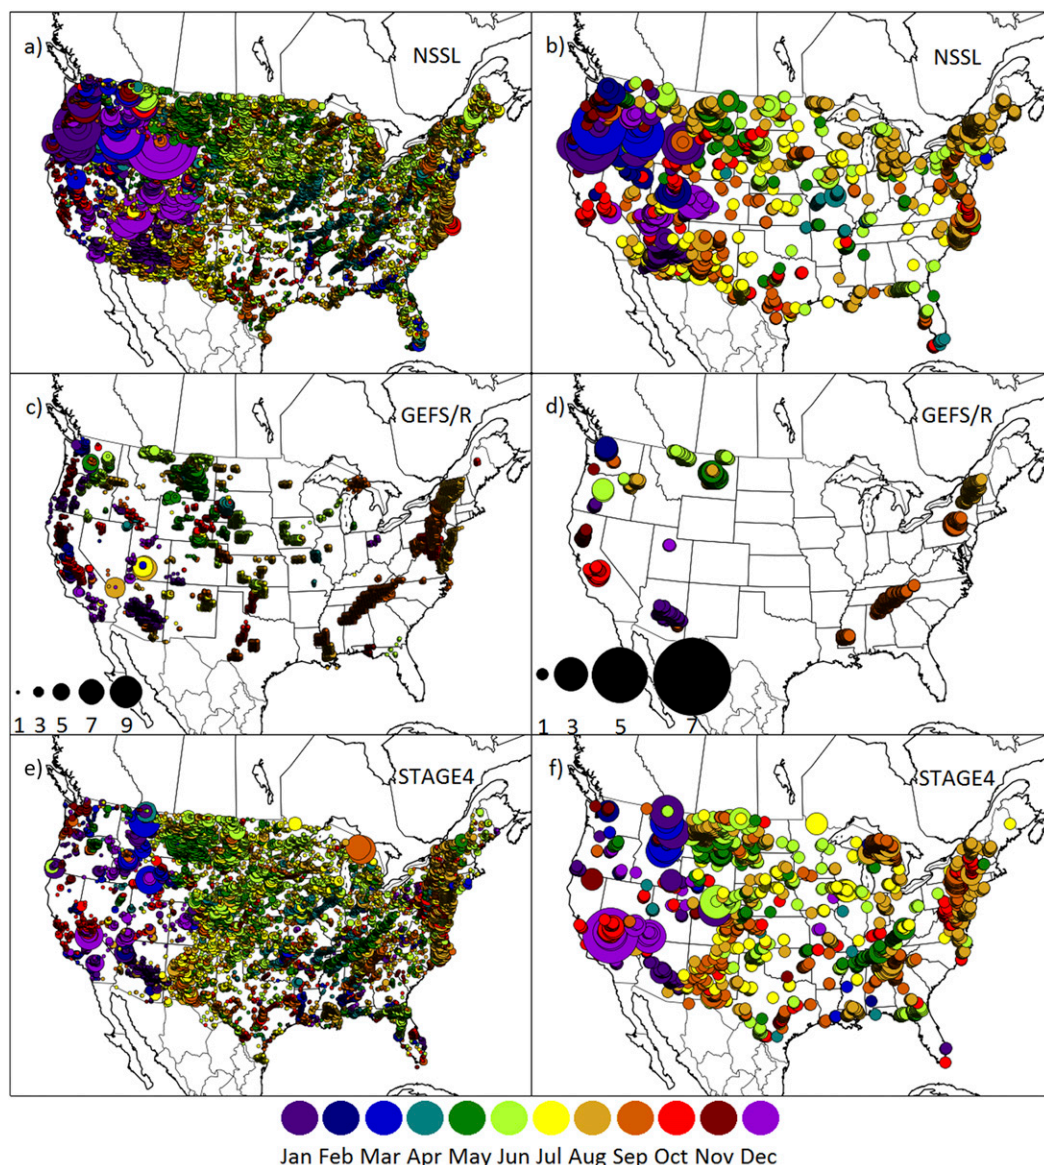 a)
NSSL
b)
NSSL
c)
GEFS/R
d)
GEFS/R
1 3 5 7 9
1 3 5 7
e)
STAGE4
f)
STAGE4
Jan Feb Mar Apr May Jun Jul Aug Sep Oct Nov Dec